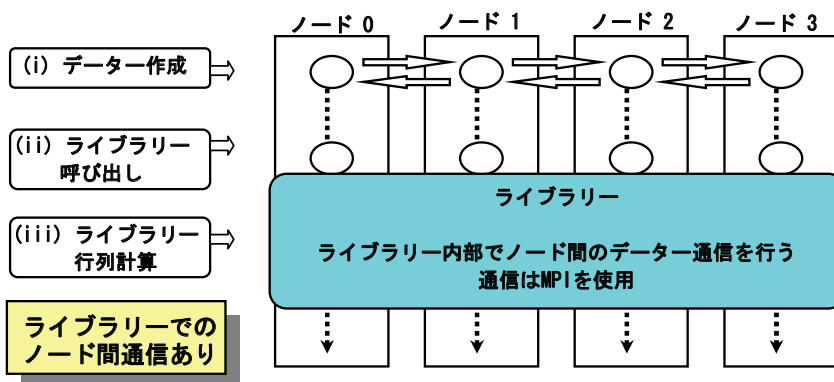 ノード 0
ノード 1
ノード 2
ノード 3
(i) データー作成
(ii) ライブラリー
呼び出し
(iii) ライブラリー
行列計算
ライブラリー
ライブラリー内部でノード間のデーター通信を行う
通信はMPIを使用
ライブラリーでの
ノード間通信あり